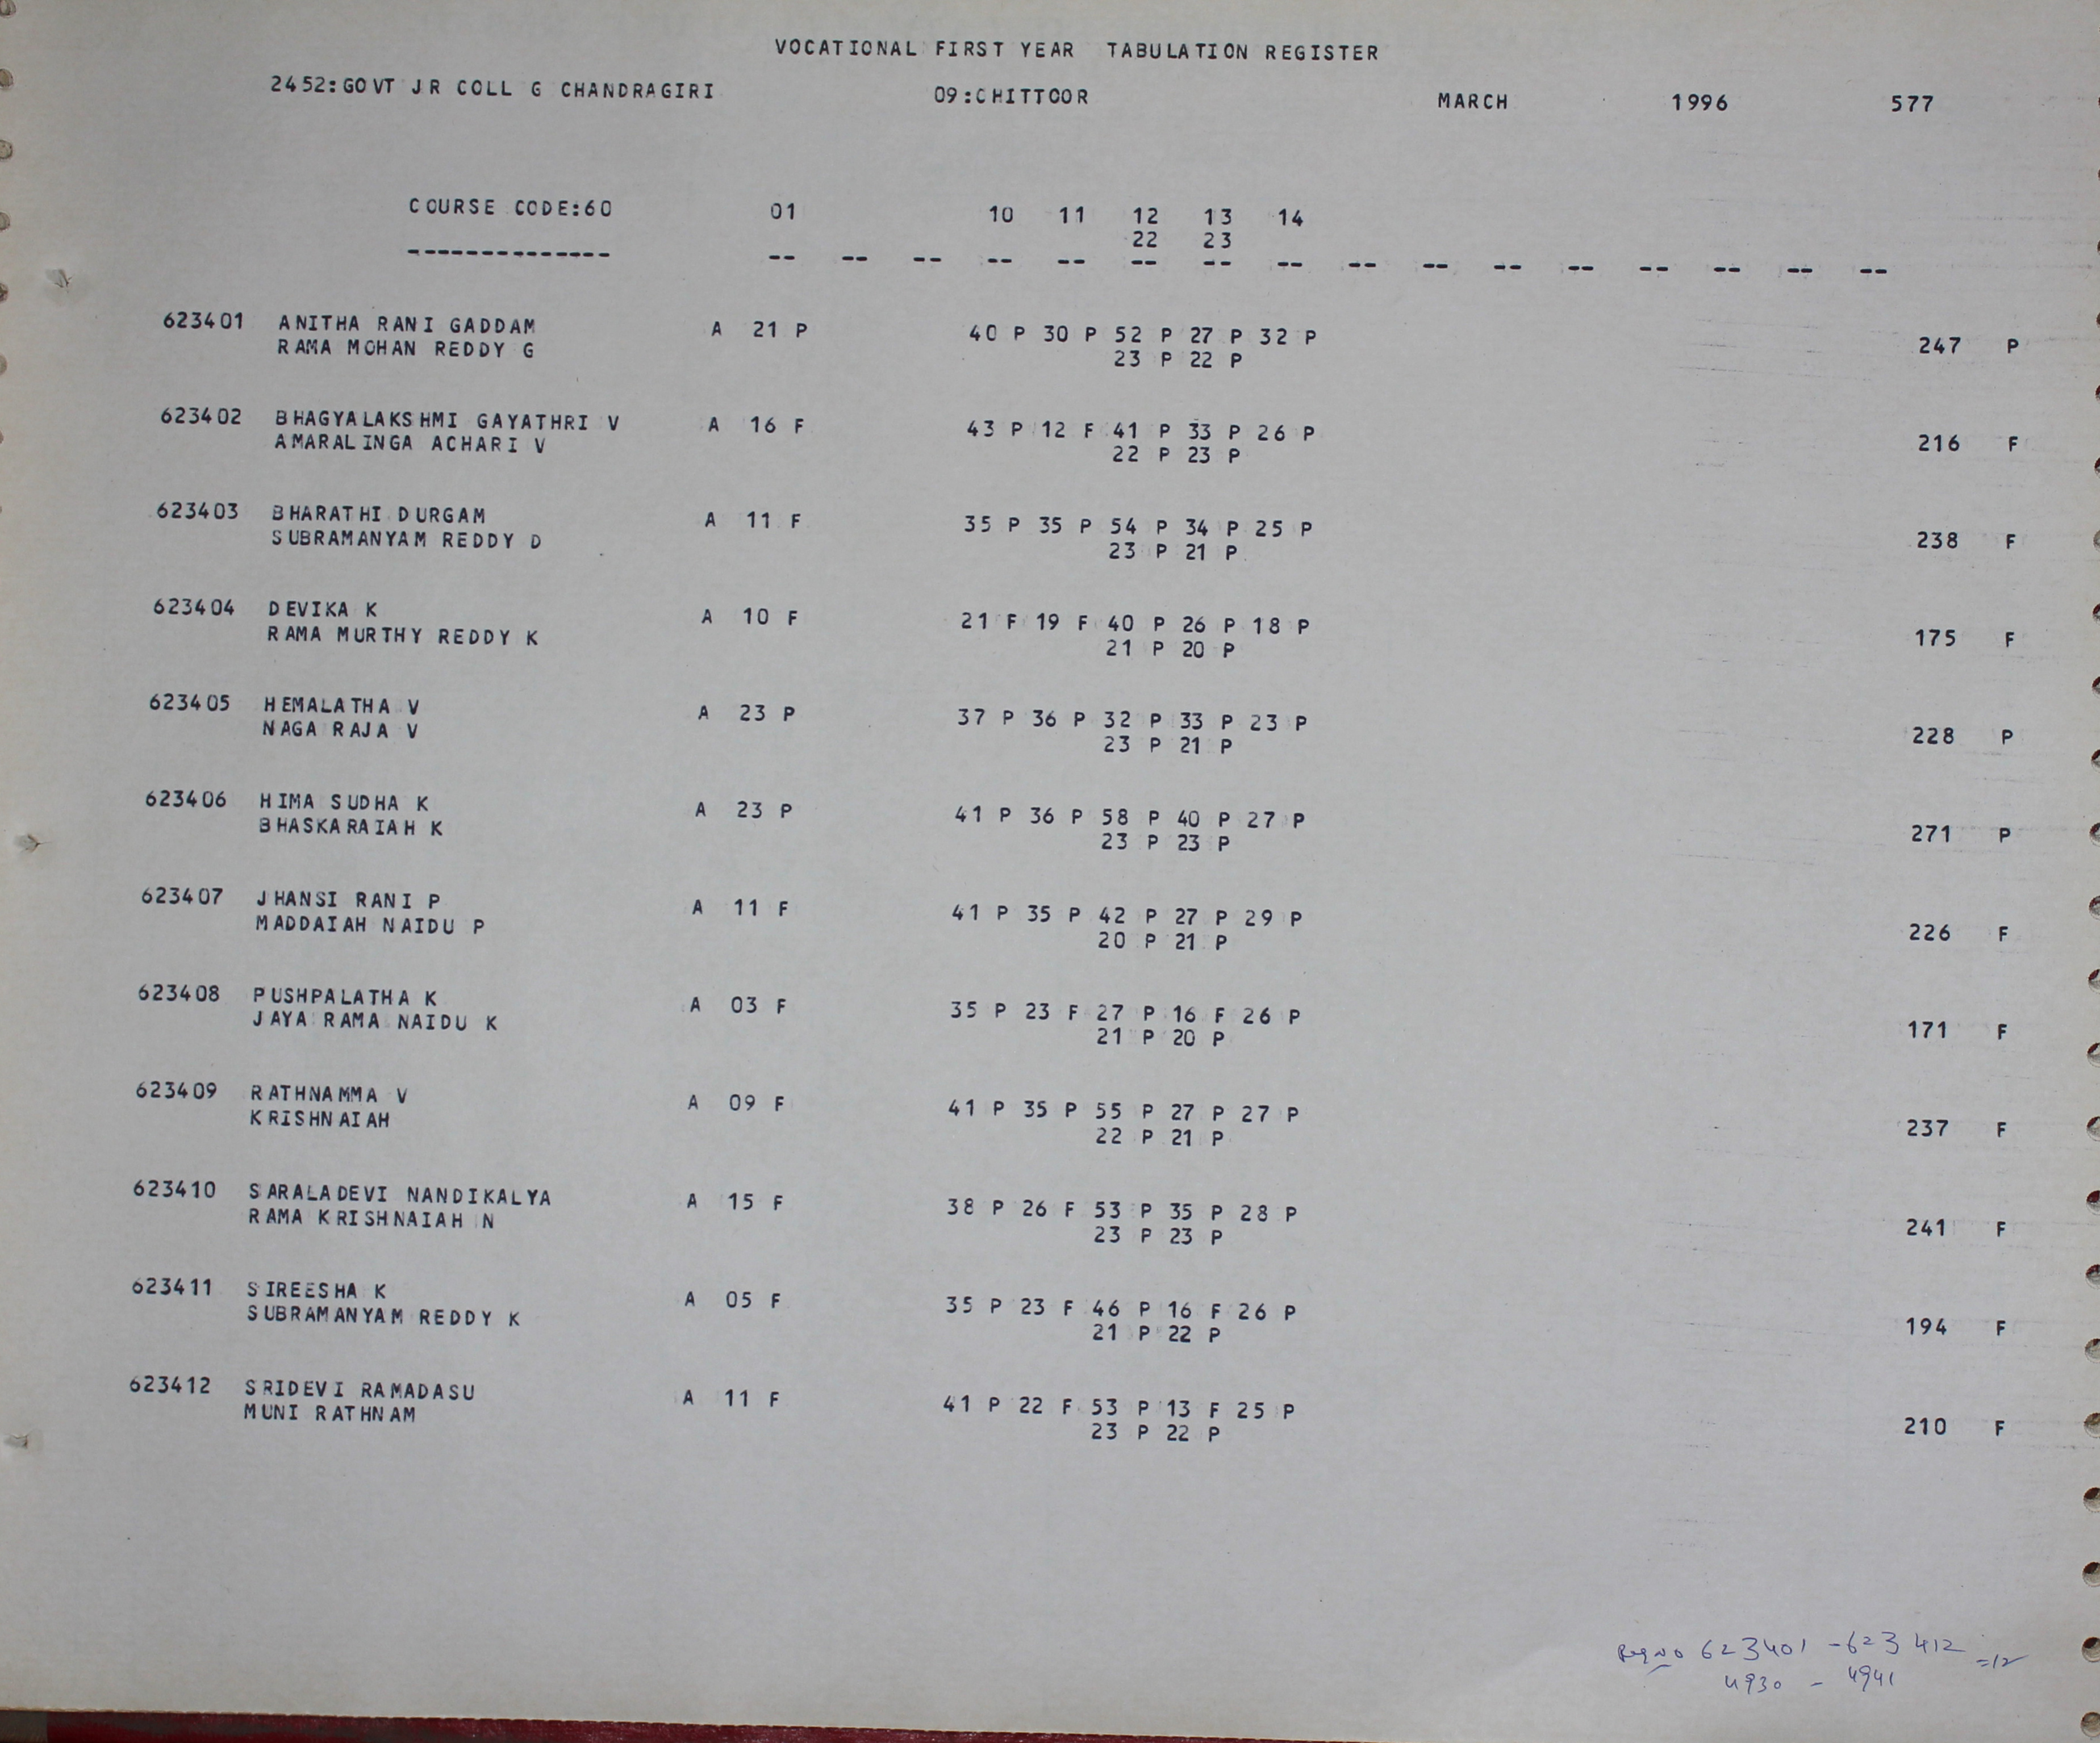 VOCATIONAL FIRST YEAR TABULATION REGISTER
2452:GOVT JR COLL G CHANDRAGIRI 09:CHITTOOR MARCH 1996 577
COURSE CODE:60 01 10 11 12 13 14
22 23
-------------- -- -- -- -- -- -- -- -- -- -- -- -- -- -- -- --
623401 ANITHA RANI GADDAM A 21 P 40 P 30 P 52 P 27 P 32 P
RAMA MOHAN REDDY G 23 P 22 P 247 P
623402 BHAGYALAKSHMI GAYATHRI V A 16 F 43 P 12 F 41 P 33 P 26 P
AMARALINGA ACHARI V 22 P 23 P 216 F
623403 BHARATHI DURGAM A 11 F 35 P 35 P 54 P 34 P 25 P
SUBRAMANYAM REDDY D 23 P 21 P 238 F
623404 DEVIKA K A 10 F 21 F 19 F 40 P 26 P 18 P
RAMA MURTHY REDDY K 21 P 20 P 175 F
623405 HEMALATHA V A 23 P 37 P 36 P 32 P 33 P 23 P
NAGA RAJA V 23 P 21 P 228 P
623406 HIMA SUDHA K A 23 P 41 P 36 P 58 P 40 P 27 P
BHASKARAIAH K 23 P 23 P 271 P
623407 JHANSI RANI P A 11 F 41 P 35 P 42 P 27 P 29 P
MADDAIAH NAIDU P 20 P 21 P 226 F
623408 PUSHPALATHA K A 03 F 35 P 23 F 27 P 16 F 26 P
JAYA RAMA NAIDU K 21 P 20 P 171 F
623409 RATHNAMMA V A 09 F 41 P 35 P 55 P 27 P 27 P
KRISHNAIAH 22 P 21 P 237 F
623410 SARALADEVI NANDIKALYA A 15 F 38 P 26 F 53 P 35 P 28 P
RAMA KRISHNAIAH N 23 P 23 P 241 F
623411 SIREESHA K A 05 F 35 P 23 F 46 P 16 F 26 P
SUBRAMANYAM REDDY K 21 P 22 P 194 F
623412 SRIDEVI RAMADASU A 11 F 41 P 22 F 53 P 13 F 25 P
MUNI RATHNAM 23 P 22 P 210 F
Reg No 623401 - 623412 =12
4930 - 4941